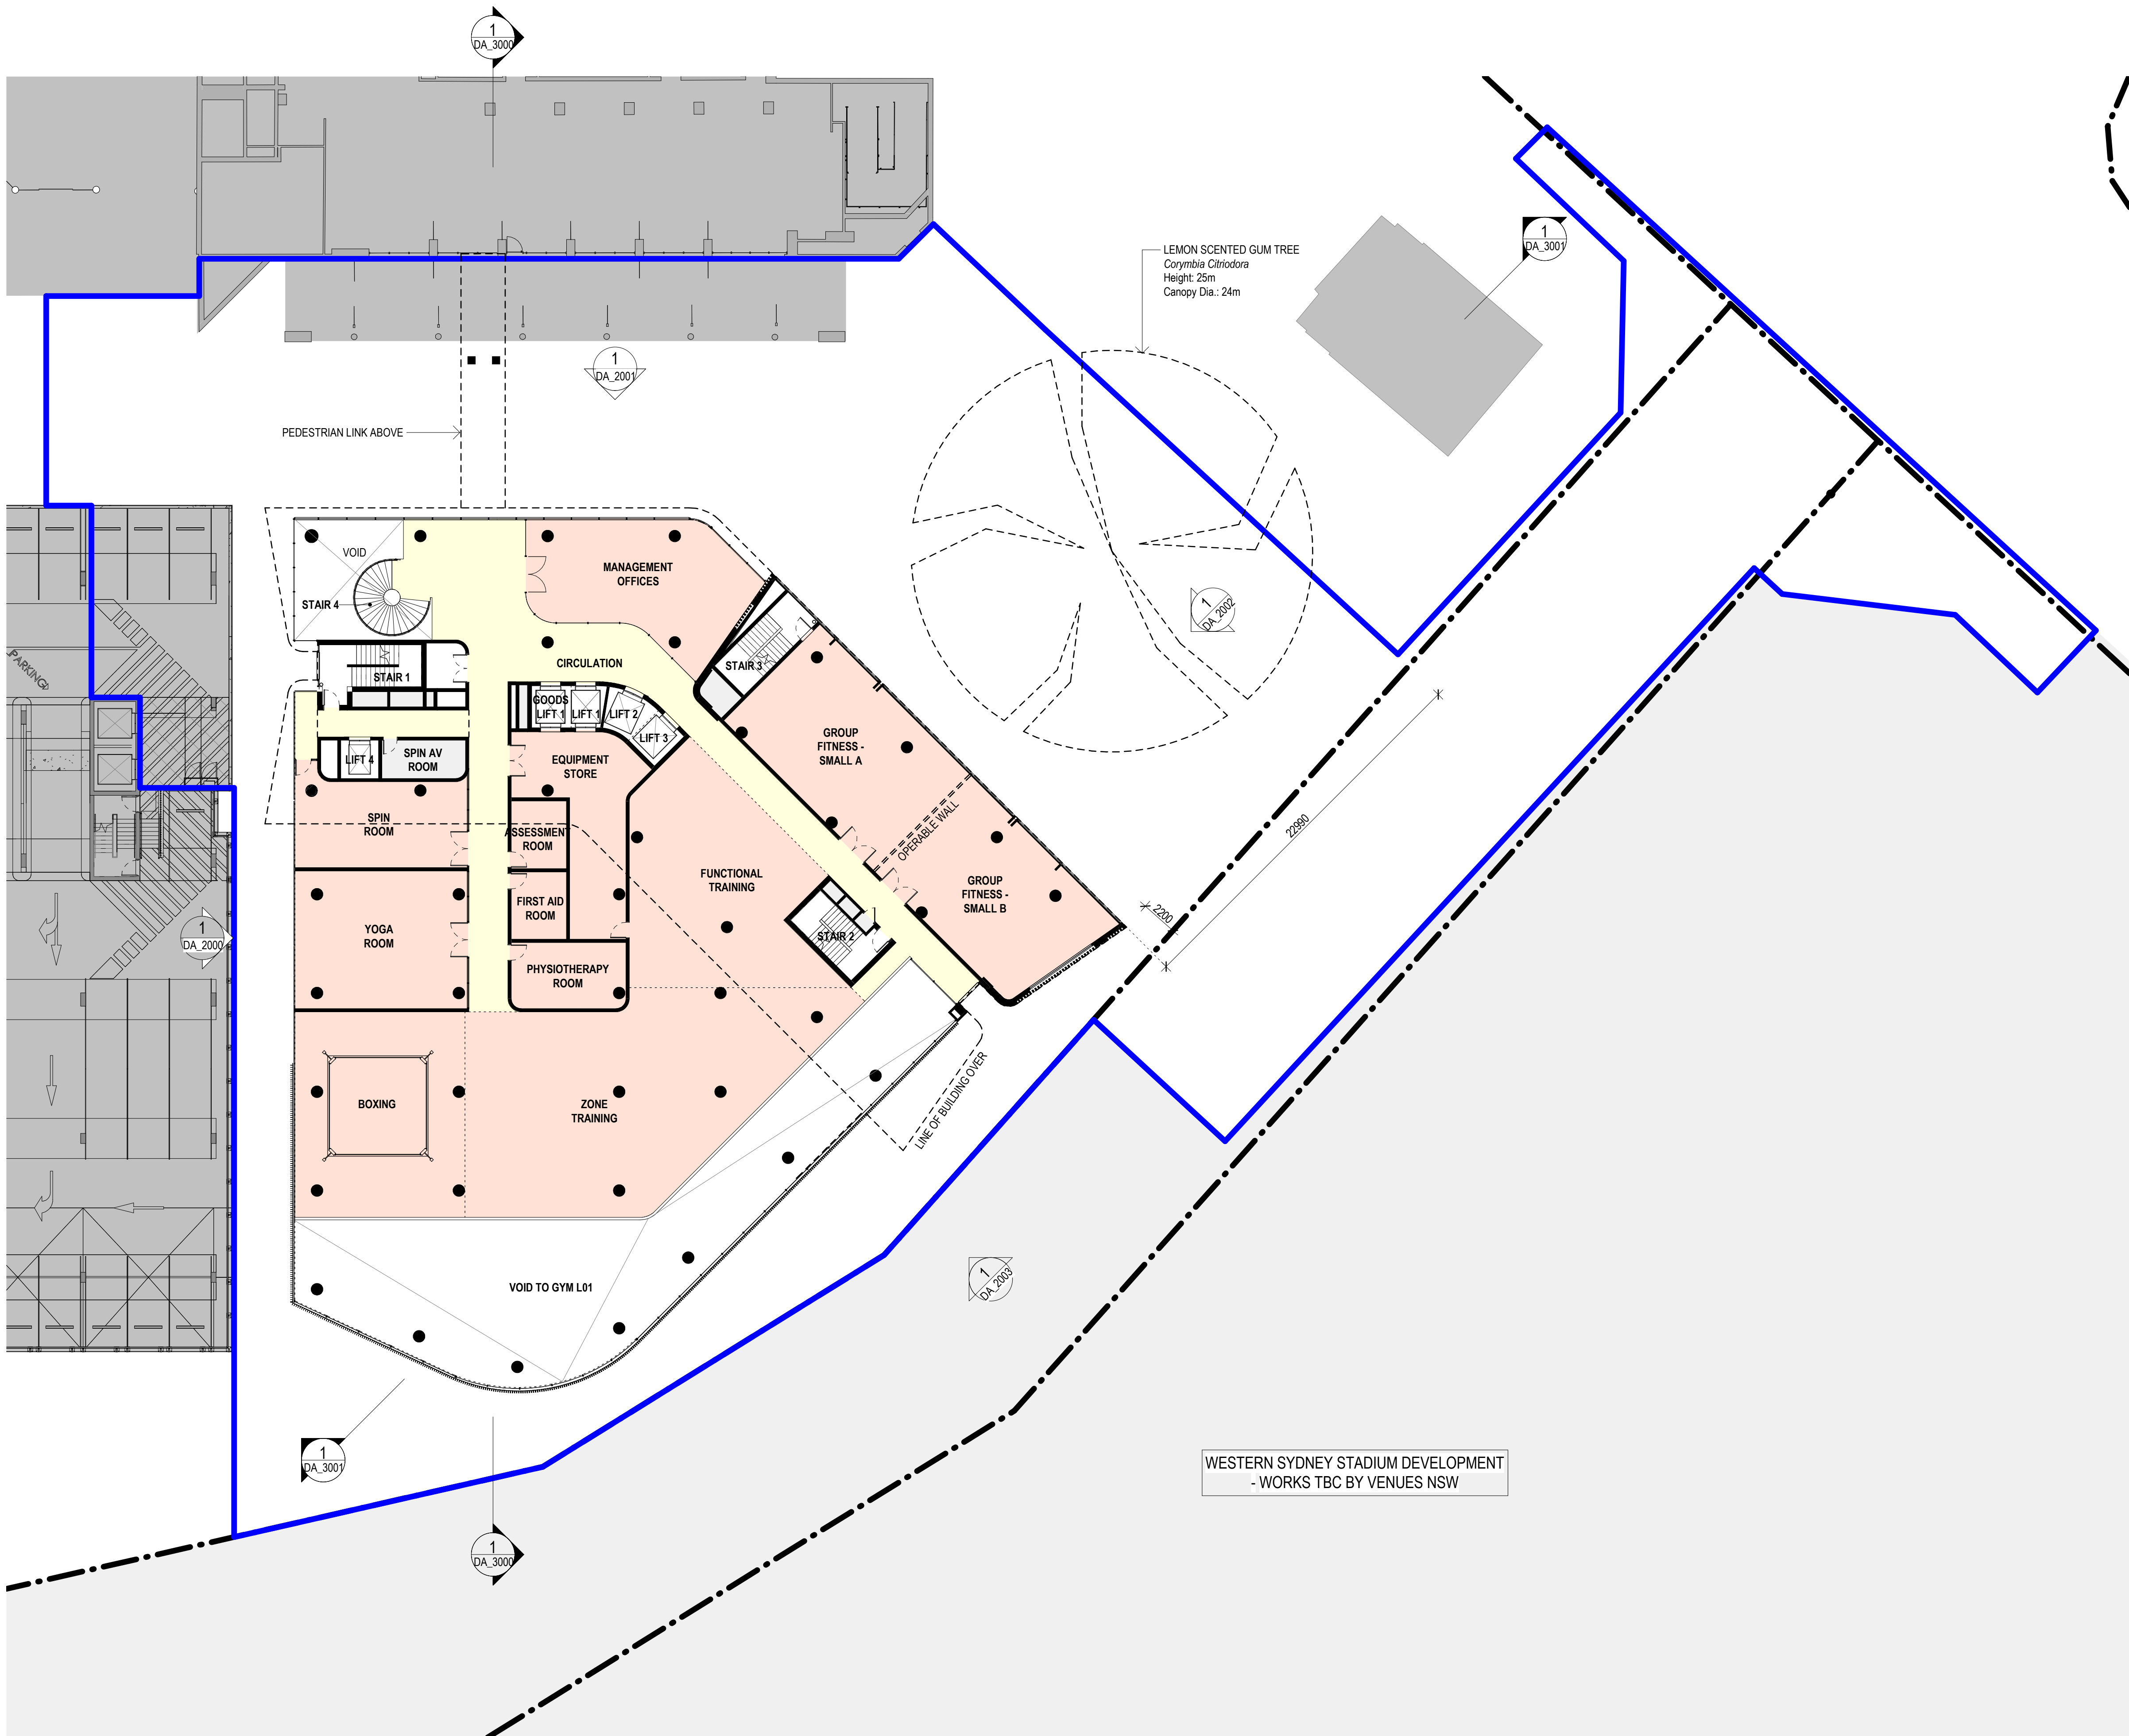 1
DA_3000
LEMON SCENTED GUM TREE
Corymbia Citriodora
Height: 25m
Canopy Dia.: 24m
1
DA_3001
1
DA_2001
PEDESTRIAN LINK ABOVE
VOID
MANAGEMENT
OFFICES
STAIR 4
1
DA_2002
CIRCULATION
STAIR 3
STAIR 1
PARKING
GOODS
LIFT 1
LIFT 1
LIFT 2
LIFT 3
GROUP
FITNESS -
SMALL A
LIFT 4
SPIN AV
ROOM
EQUIPMENT
STORE
SPIN
ROOM
ASSESSMENT
ROOM
OPERABLE WALL
22990
FUNCTIONAL
TRAINING
GROUP
FITNESS -
SMALL B
FIRST AID
ROOM
2200
YOGA
ROOM
STAIR 2
1
DA_2000
PHYSIOTHERAPY
ROOM
BOXING
ZONE
TRAINING
LINE OF BUILDING OVER
VOID TO GYM L01
1
DA_2003
1
DA_3001
WESTERN SYDNEY STADIUM DEVELOPMENT
- WORKS TBC BY VENUES NSW
1
DA_3000